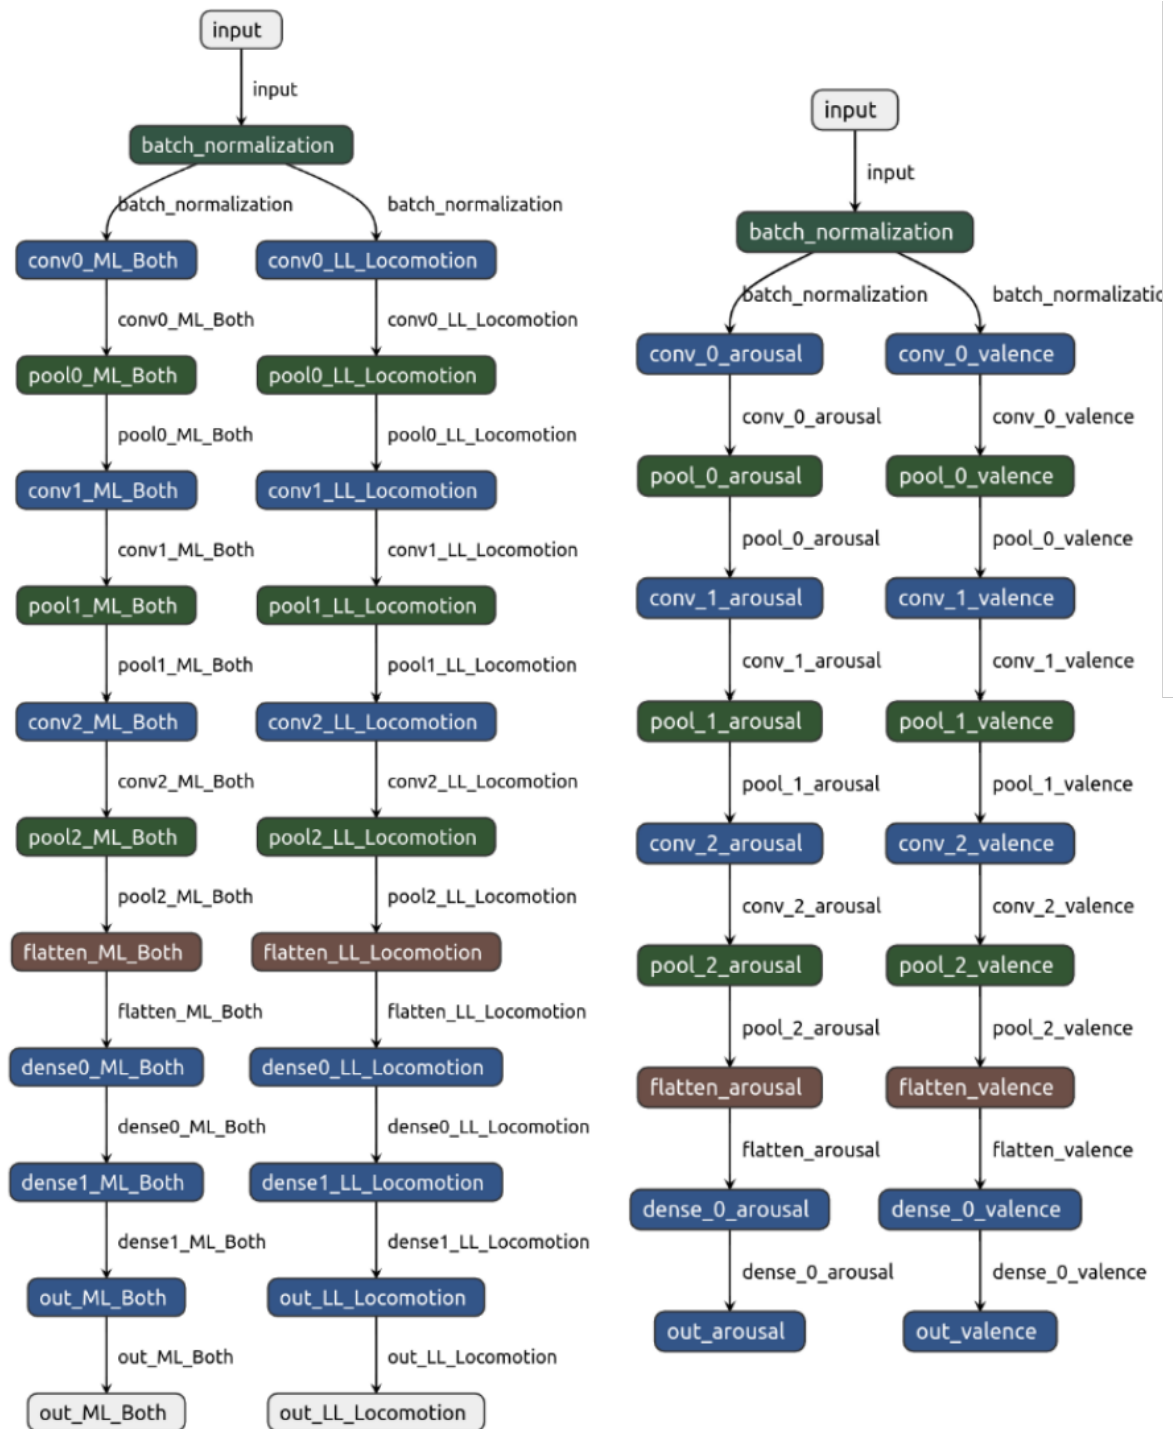 input
input
batch_normalization
batch_normalization
batch_normalization
conv0_ML_Both
conv0_LL_Locomotion
conv0_ML_Both
conv0_LL_Locomotion
pool0_ML_Both
pool0_LL_Locomotion
pool0_ML_Both
pool0_LL_Locomotion
conv1_ML_Both
conv1_LL_Locomotion
conv1_ML_Both
conv1_LL_Locomotion
pool1_ML_Both
pool1_LL_Locomotion
pool1_ML_Both
pool1_LL_Locomotion
conv2_ML_Both
conv2_LL_Locomotion
conv2_ML_Both
conv2_LL_Locomotion
pool2_ML_Both
pool2_LL_Locomotion
pool2_ML_Both
pool2_LL_Locomotion
flatten_ML_Both
flatten_LL_Locomotion
flatten_ML_Both
flatten_LL_Locomotion
dense0_ML_Both
dense0_LL_Locomotion
dense0_ML_Both
dense0_LL_Locomotion
dense1_ML_Both
dense1_LL_Locomotion
dense1_ML_Both
dense1_LL_Locomotion
out_ML_Both
out_LL_Locomotion
out_ML_Both
out_LL_Locomotion
out_ML_Both
out_LL_Locomotion
input
input
batch_normalization
batch_normalization
batch_normalizatio
conv_0_arousal
conv_0_valence
conv_0_arousal
conv_0_valence
pool_0_arousal
pool_0_valence
pool_0_arousal
pool_0_valence
conv_1_arousal
conv_1_valence
conv_1_arousal
conv_1_valence
pool_1_arousal
pool_1_valence
pool_1_arousal
pool_1_valence
conv_2_arousal
conv_2_valence
conv_2_arousal
conv_2_valence
pool_2_arousal
pool_2_valence
pool_2_arousal
pool_2_valence
flatten_arousal
flatten_valence
flatten_arousal
flatten_valence
dense_0_arousal
dense_0_valence
dense_0_arousal
dense_0_valence
out_arousal
out_valence